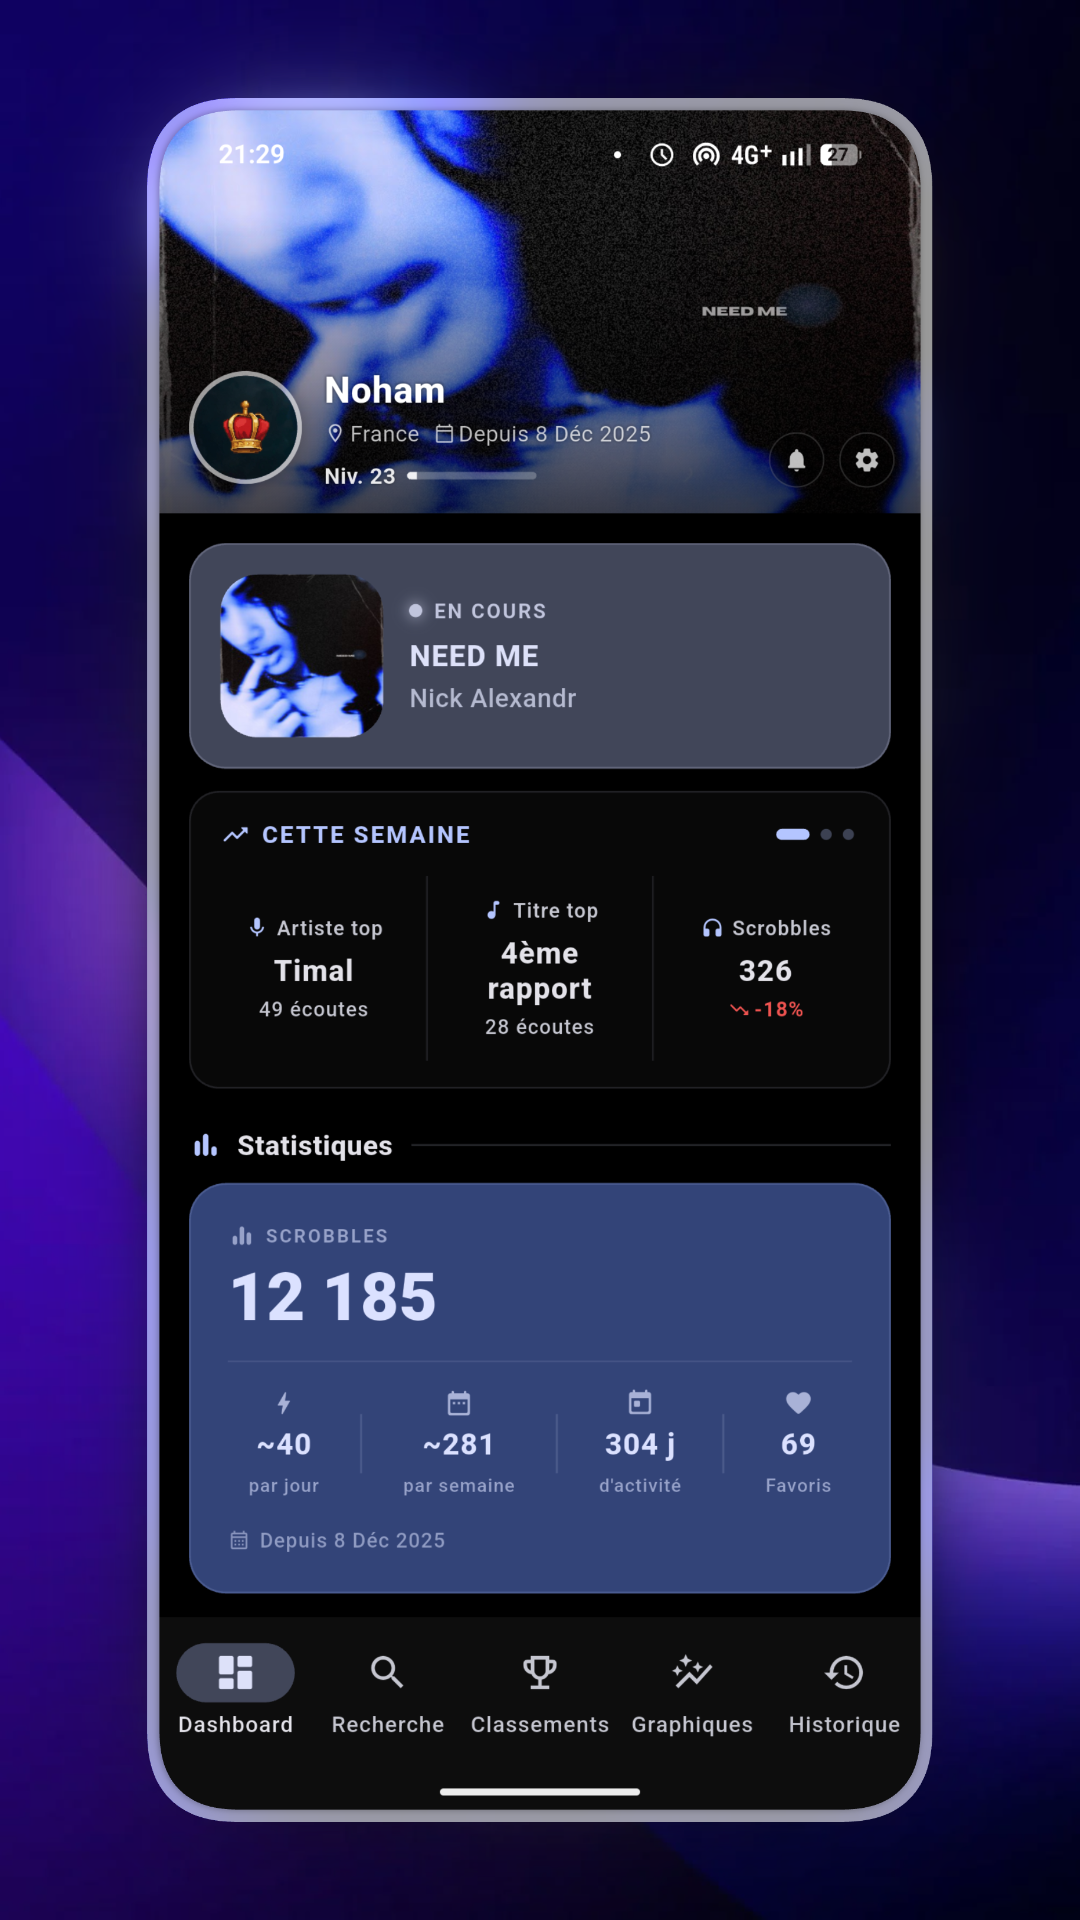 21:29
4G+
27
NEED ME
Noham
France
Depuis 8 Déc 2025
Niv. 23
EN COURS
NEED ME
Nick Alexandr
CETTE SEMAINE
Artiste top
Timal
49 écoutes
Titre top
4ème
rapport
28 écoutes
Scrobbles
326
-18%
Statistiques
SCROBBLES
12 185
~40
par jour
~281
par semaine
304 j
d'activité
69
Favoris
Depuis 8 Déc 2025
Dashboard
Recherche
Classements
Graphiques
Historique